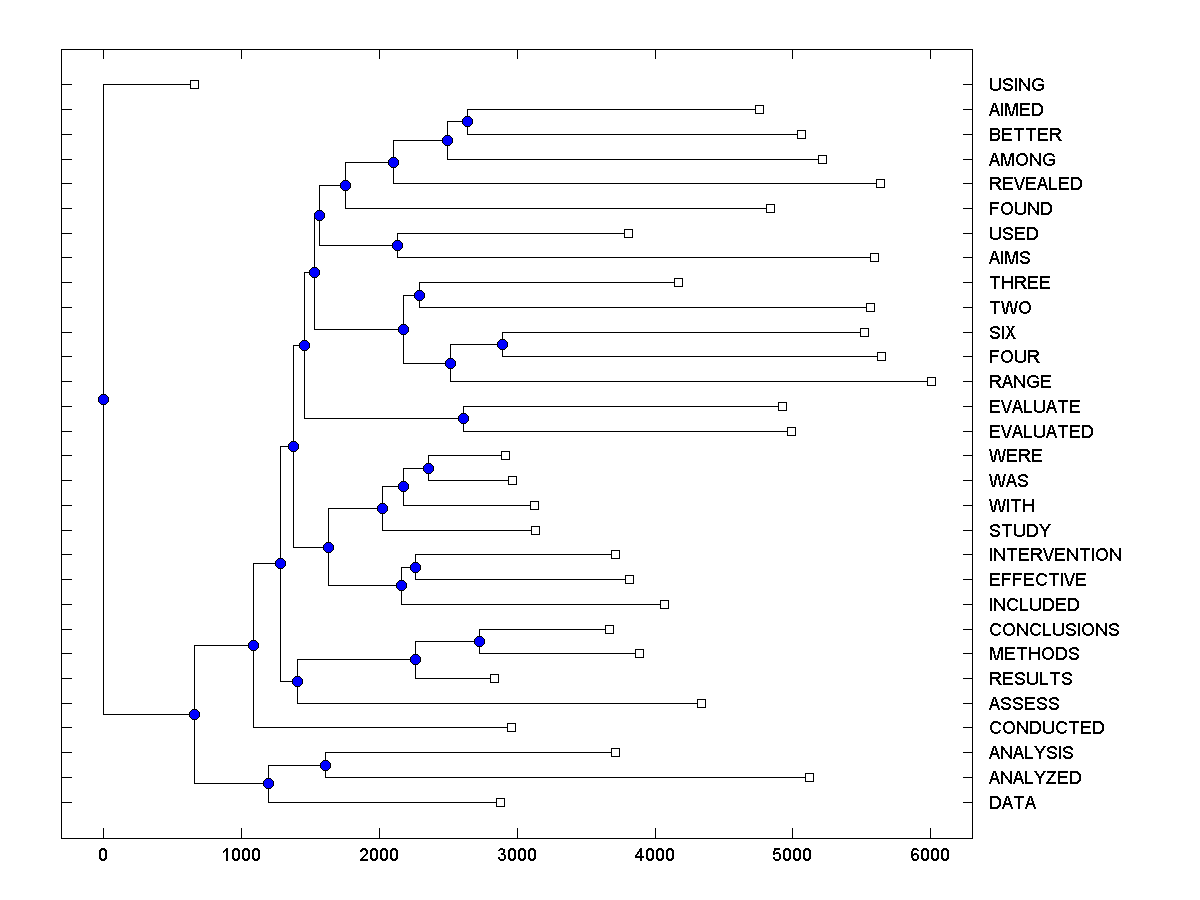 USING
AIMED
BETTER
AMONG
REVEALED
FOUND
USED
AIMS
THREE
TWO
SIX
FOUR
RANGE
EVALUATE
EVALUATED
WERE
WAS
WITH
STUDY
INTERVENTION
EFFECTIVE
INCLUDED
CONCLUSIONS
METHODS
RESULTS
ASSESS
CONDUCTED
ANALYSIS
ANALYZED
DATA
0 1000 2000 3000 4000 5000 6000